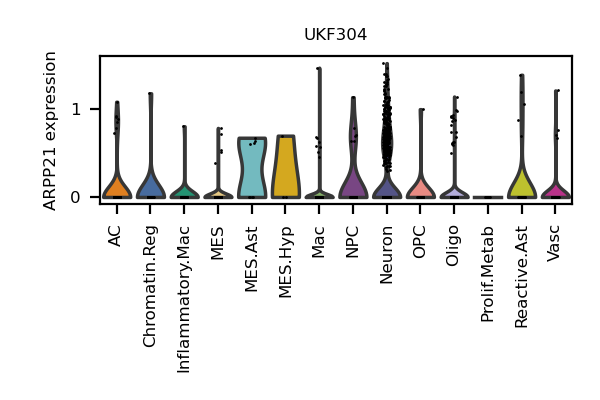 UKF304
ARPP21 expression
1
0
AC
Chromatin.Reg
Inflammatory.Mac
MES
MES.Ast
MES.Hyp
Mac
NPC
Neuron
OPC
Oligo
Prolif.Metab
Reactive.Ast
Vasc